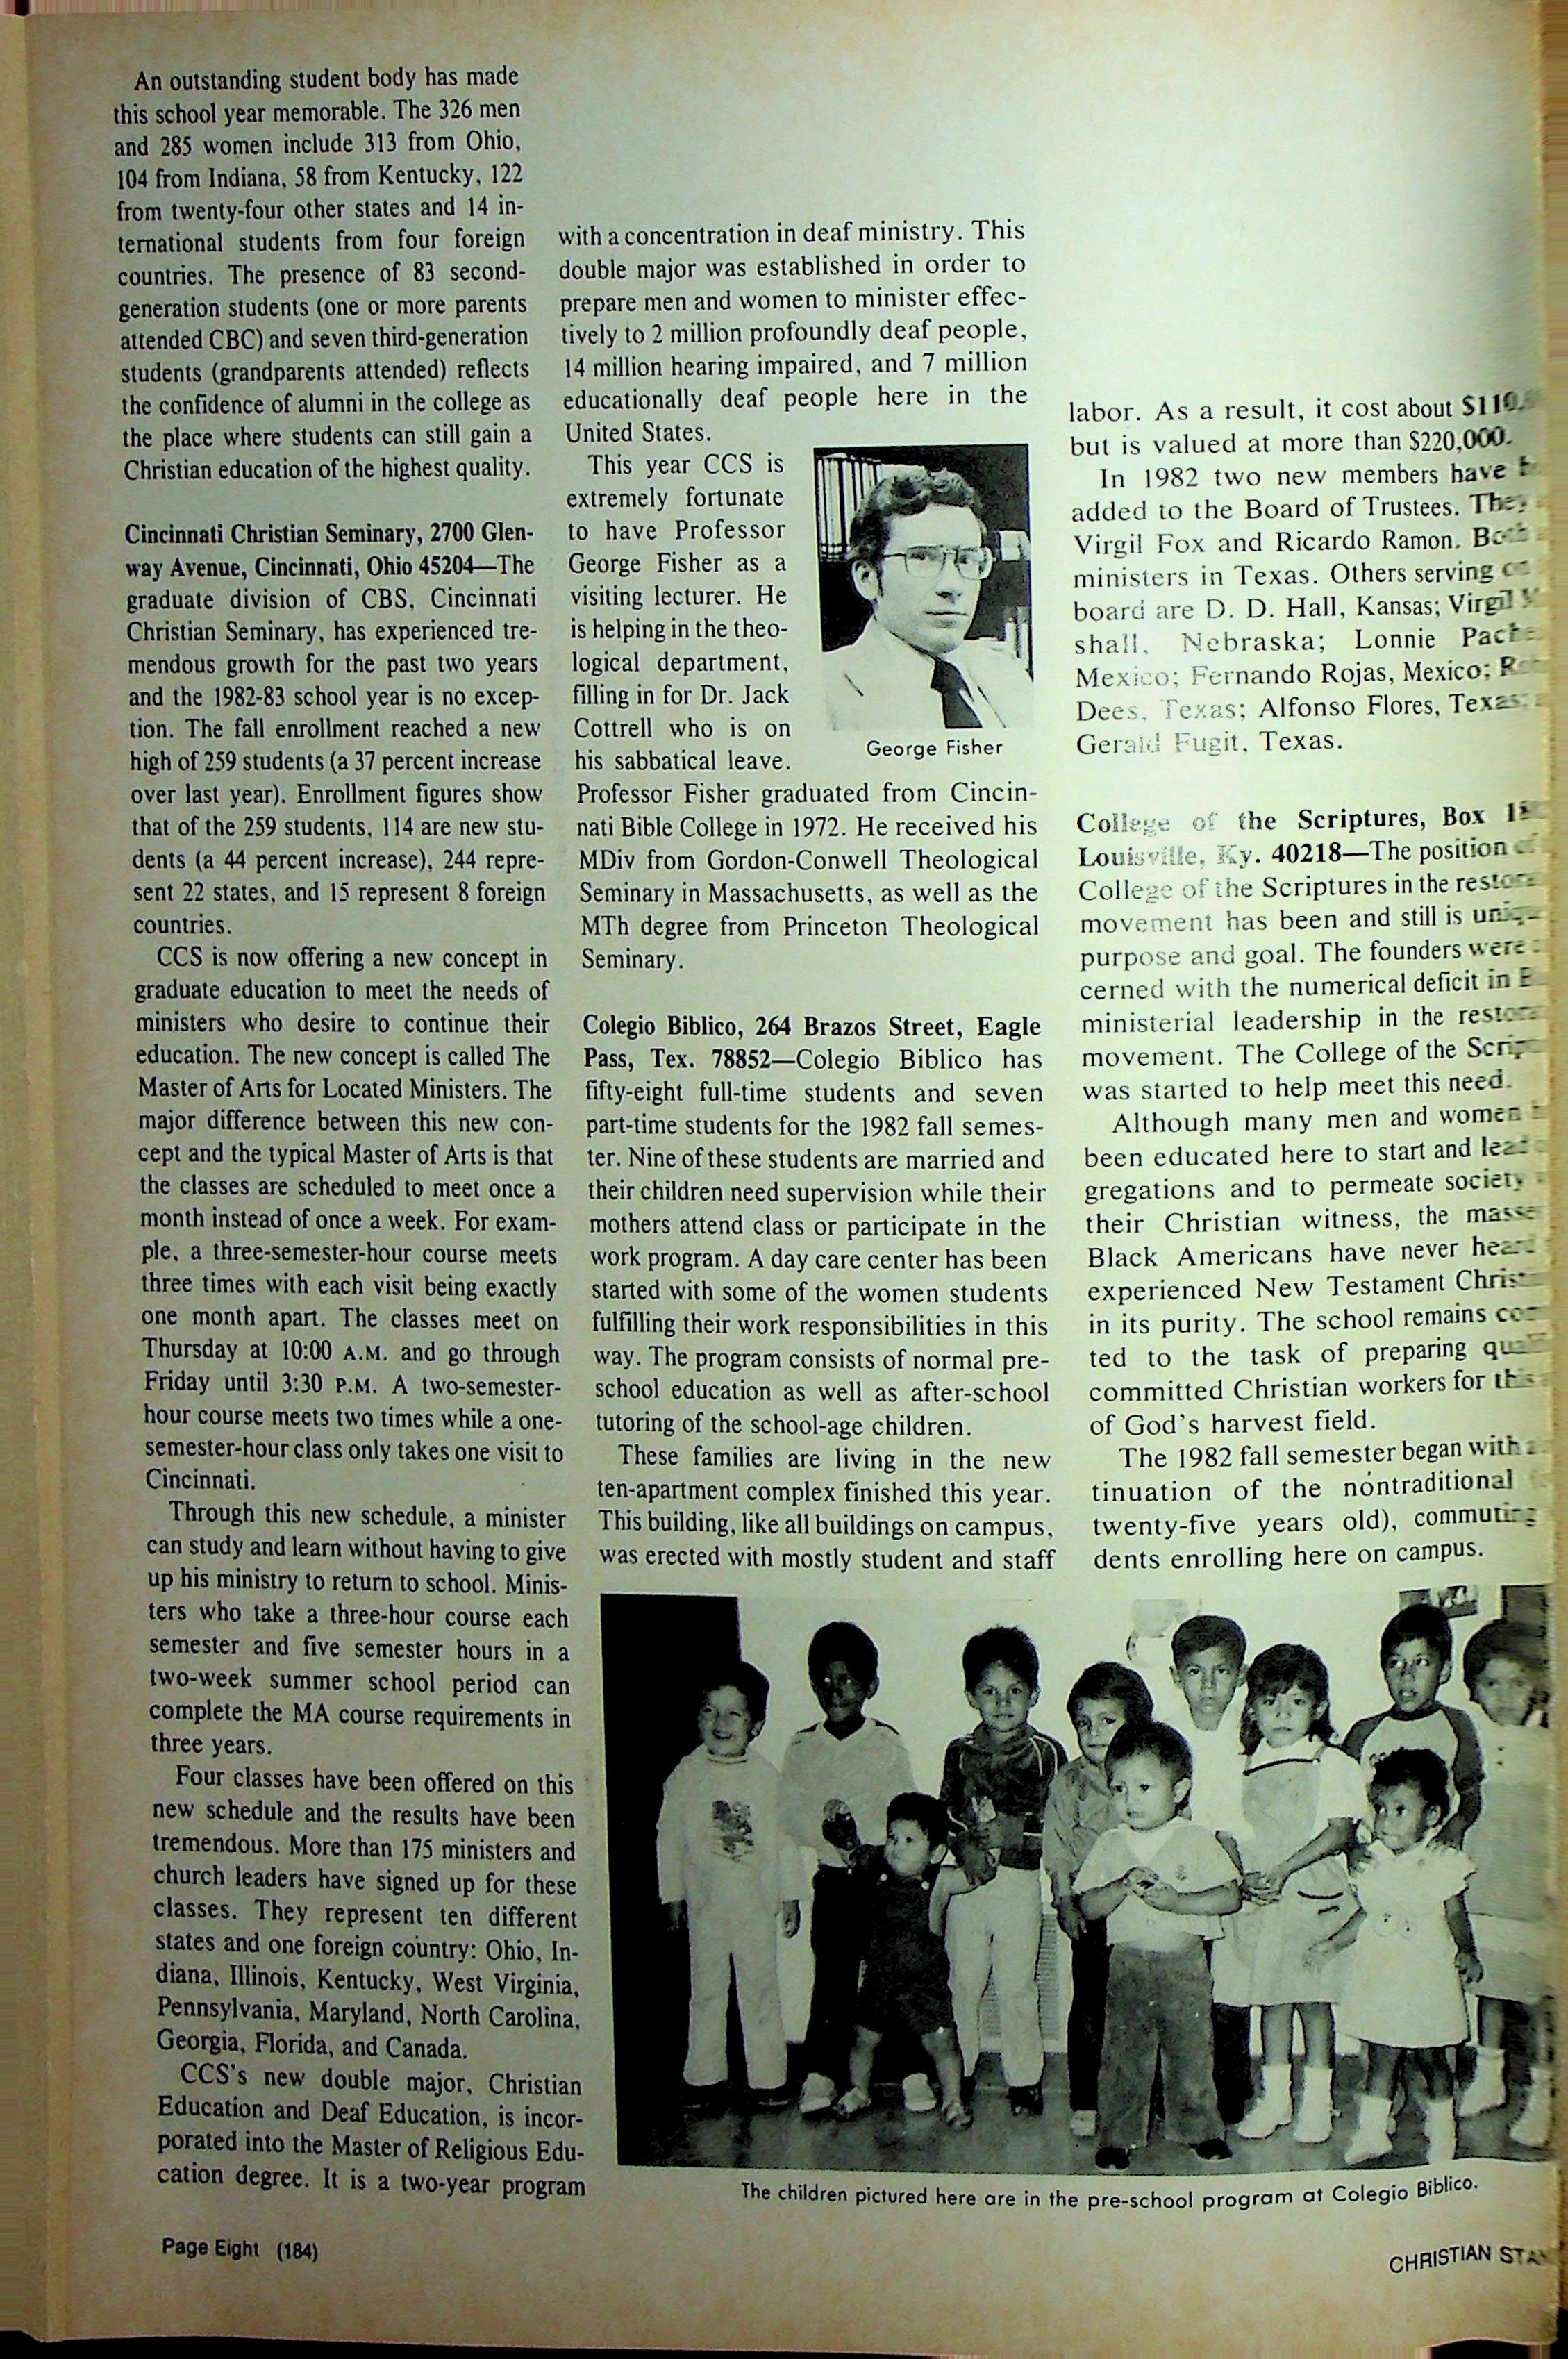 An outstanding student body has made
this school year memorable. The 326 men
and 285 women include 313 from Ohio,
104 from Indiana, 58 from Kentucky, 122
from twenty-four other states and 14 in-
ternational students from four foreign
countries. The presence of 83 second-
generation students (one or more parents
attended CBC) and seven third-generation
students (grandparents attended) reflects
the confidence of alumni in the college as
the place where students can still gain a
Christian education of the highest quality.
Cincinnati Christian Seminary, 2700 Glen-
way Avenue, Cincinnati, Ohio 45204—The
graduate division of CBS, Cincinnati
Christian Seminary, has experienced tre-
mendous growth for the past two years
and the 1982-83 school year is no excep-
tion. The fall enrollment reached a new
high of 259 students (a 37 percent increase
over last year). Enrollment figures show
that of the 259 students, 114 are new stu-
dents (a 44 percent increase), 244 repre-
sent 22 states, and 15 represent 8 foreign
countries.
CCS is now offering a new concept in
graduate education to meet the needs of
ministers who desire to continue their
education. The new concept is called The
Master of Arts for Located Ministers. The
major difference between this new con-
cept and the typical Master of Arts is that
the classes are scheduled to meet once a
month instead of once a week. For exam-
ple, a three-semester-hour course meets
three times with each visit being exactly
one month apart. The classes meet on
Thursday at 10:00 A.M. and go through
Friday until 3:30 P.M. A two-semester-
hour course meets two times while a one-
semester-hour class only takes one visit to
Cincinnati.
Through this new schedule, a minister
can study and learn without having to give
up his ministry to return to school. Minis-
ters who take a three-hour course each
semester and five semester hours in a
two-week summer school period can
complete the MA course requirements in
three years.
Four classes have been offered on this
new schedule and the results have been
tremendous. More than 175 ministers and
church leaders have signed up for these
classes. They represent ten different
states and one foreign country: Ohio, In-
diana, Illinois, Kentucky, West Virginia,
Pennsylvania, Maryland, North Carolina,
Georgia, Florida, and Canada.
CCS's new double major, Christian
Education and Deaf Education, is incor-
porated into the Master of Religious Edu-
cation degree. It is a two-year program
with a concentration in deaf ministry. This
double major was established in order to
prepare men and women to minister effec-
tively to 2 million profoundly deaf people,
14 million hearing impaired, and 7 million
educationally deaf people here in the
United States.
This year CCS is
extremely fortunate
to have Professor
George Fisher as a
visiting lecturer. He
is helping in the theo-
logical department,
filling in for Dr. Jack
Cottrell who is on
his sabbatical leave.
George Fisher
Professor Fisher graduated from Cincin-
nati Bible College in 1972. He received his
MDiv from Gordon-Conwell Theological
Seminary in Massachusetts, as well as the
MTh degree from Princeton Theological
Seminary.
Colegio Biblico, 264 Brazos Street, Eagle
Pass, Tex. 78852—Colegio Biblico has
fifty-eight full-time students and seven
part-time students for the 1982 fall semes-
ter. Nine of these students are married and
their children need supervision while their
mothers attend class or participate in the
work program. A day care center has been
started with some of the women students
fulfilling their work responsibilities in this
way. The program consists of normal pre-
school education as well as after-school
tutoring of the school-age children.
These families are living in the new
ten-apartment complex finished this year.
This building, like all buildings on campus,
was erected with mostly student and staff
labor. As a result, it cost about
but is valued at more than $220,000.
In 1982 two new members have
added to the Board of Trustees. They
Virgil Fox and Ricardo Ramon. Both
ministers in Texas. Others serving on
board are D. D. Hall, Kansas; Virgil
shall, Nebraska; Lonnie
Mexico; Fernando Rojas, Mexico;
Dees, Texas; Alfonso Flores, Texas;
Gerald Fugit, Texas.
College of the Scriptures, Box
Louisville, Ky. 40218—The position of
College of the Scriptures in the
movement has been and still is
purpose and goal. The founders were
cerned with the numerical deficit in
ministerial leadership in the
movement. The College of the
was started to help meet this need.
Although many men and women
been educated here to start and
gregations and to permeate society
their Christian witness, the
Black Americans have never
experienced New Testament
in its purity. The school remains
ted to the task of preparing
committed Christian workers for this
of God's harvest field.
The 1982 fall semester began with
tinuation of the nontraditional
twenty-five years old), commuting
dents enrolling here on campus.
The children pictured here are in the pre-school program at Colegio Biblico.
Page Eight (184)
CHRISTIAN